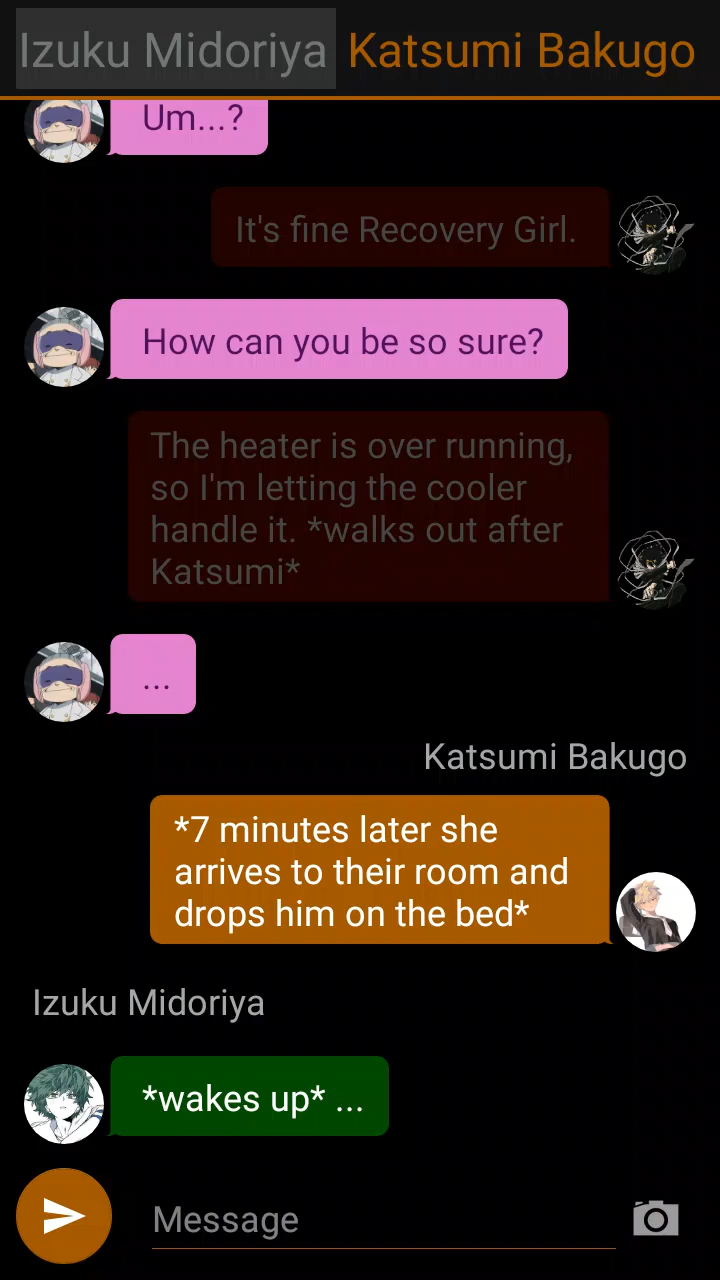 Izuku Midoriya Katsumi Bakugo
Um...?
It's fine Recovery Girl.
How can you be so sure?
The heater is over running,
so I'm letting the cooler
handle it. *walks out after
Katsumi*
...
Katsumi Bakugo
*7 minutes later she
arrives to their room and
drops him on the bed*
Izuku Midoriya
*wakes up* ...
Message